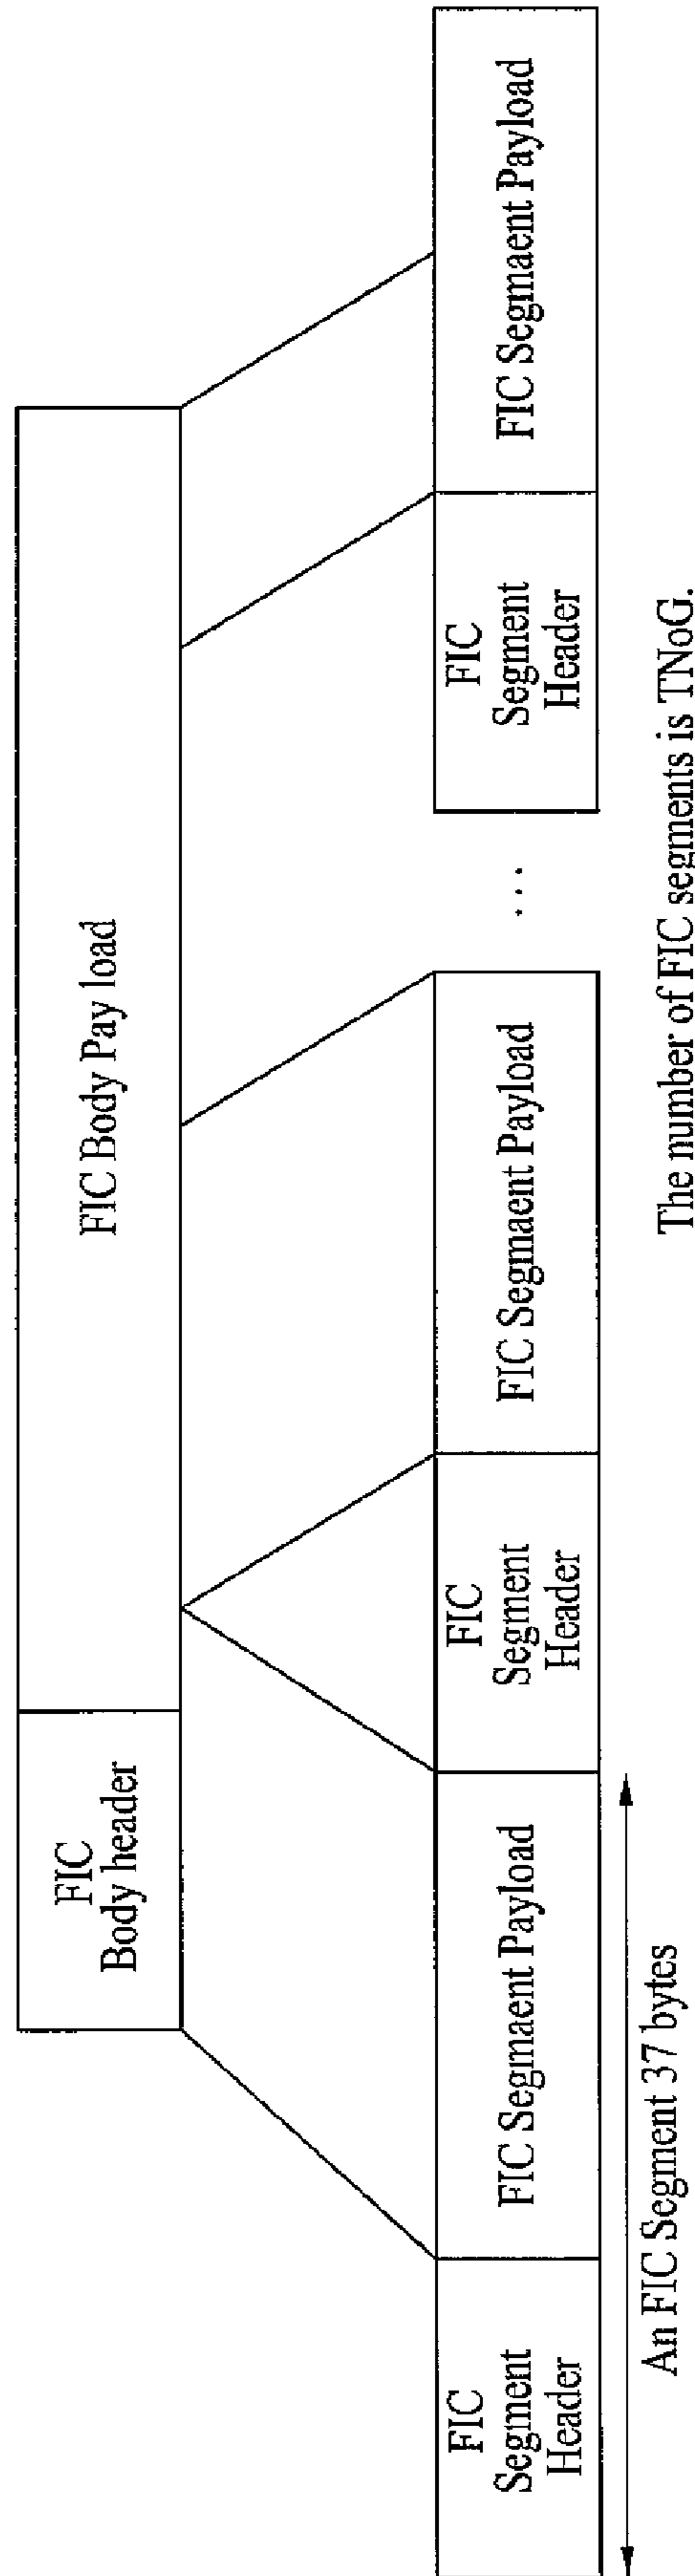 FIC
Body header
FIC Body Pay load
FIC
Segment
Header
FIC Segmaent Payload
FIC
Segment
Header
FIC Segmaent Payload
...
FIC
Segment
Header
FIC Segmaent Payload
An FIC Segment 37 bytes
The number of FIC segments is TNoG.